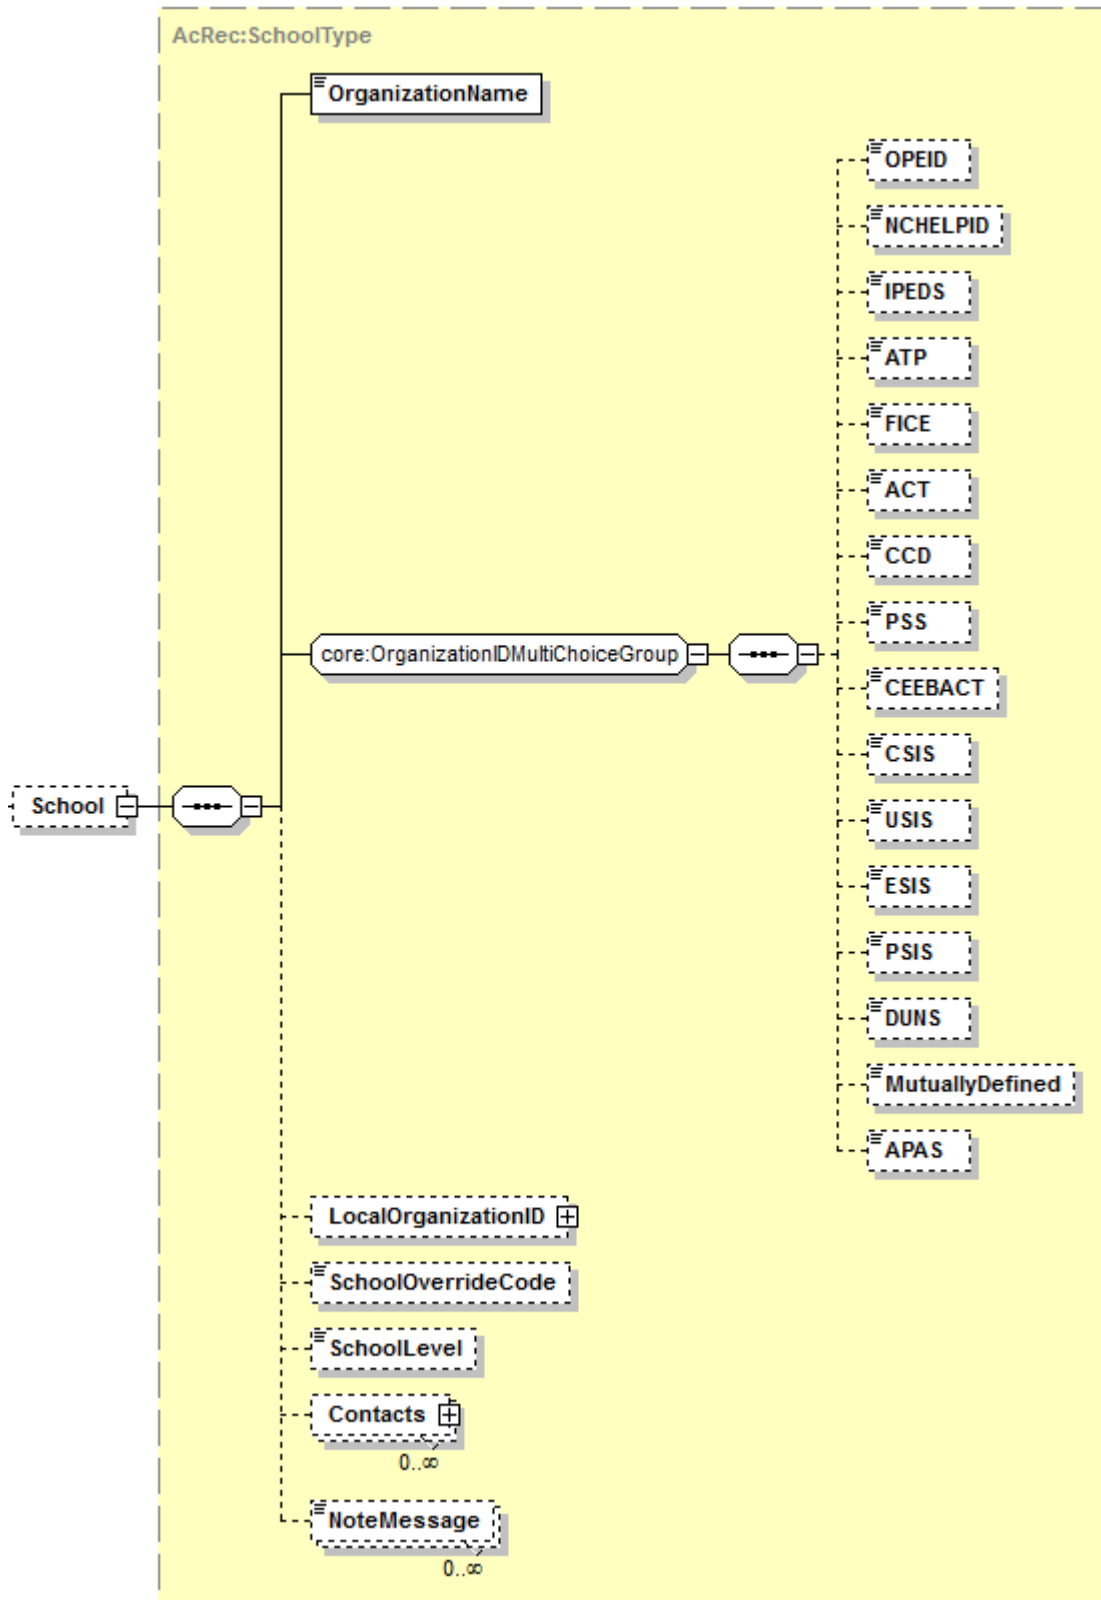 AcRec:SchoolType
OrganizationName
OPEID
NCHELPID
IPEDS
ATP
FICE
ACT
CCD
PSS
core:OrganizationIDMultiChoiceGroup
CEEBACT
CSIS
School
USIS
ESIS
PSIS
DUNS
MutuallyDefined
APAS
LocalOrganizationID
SchoolOverrideCode
SchoolLevel
Contacts
0..∞
NoteMessage
0..∞